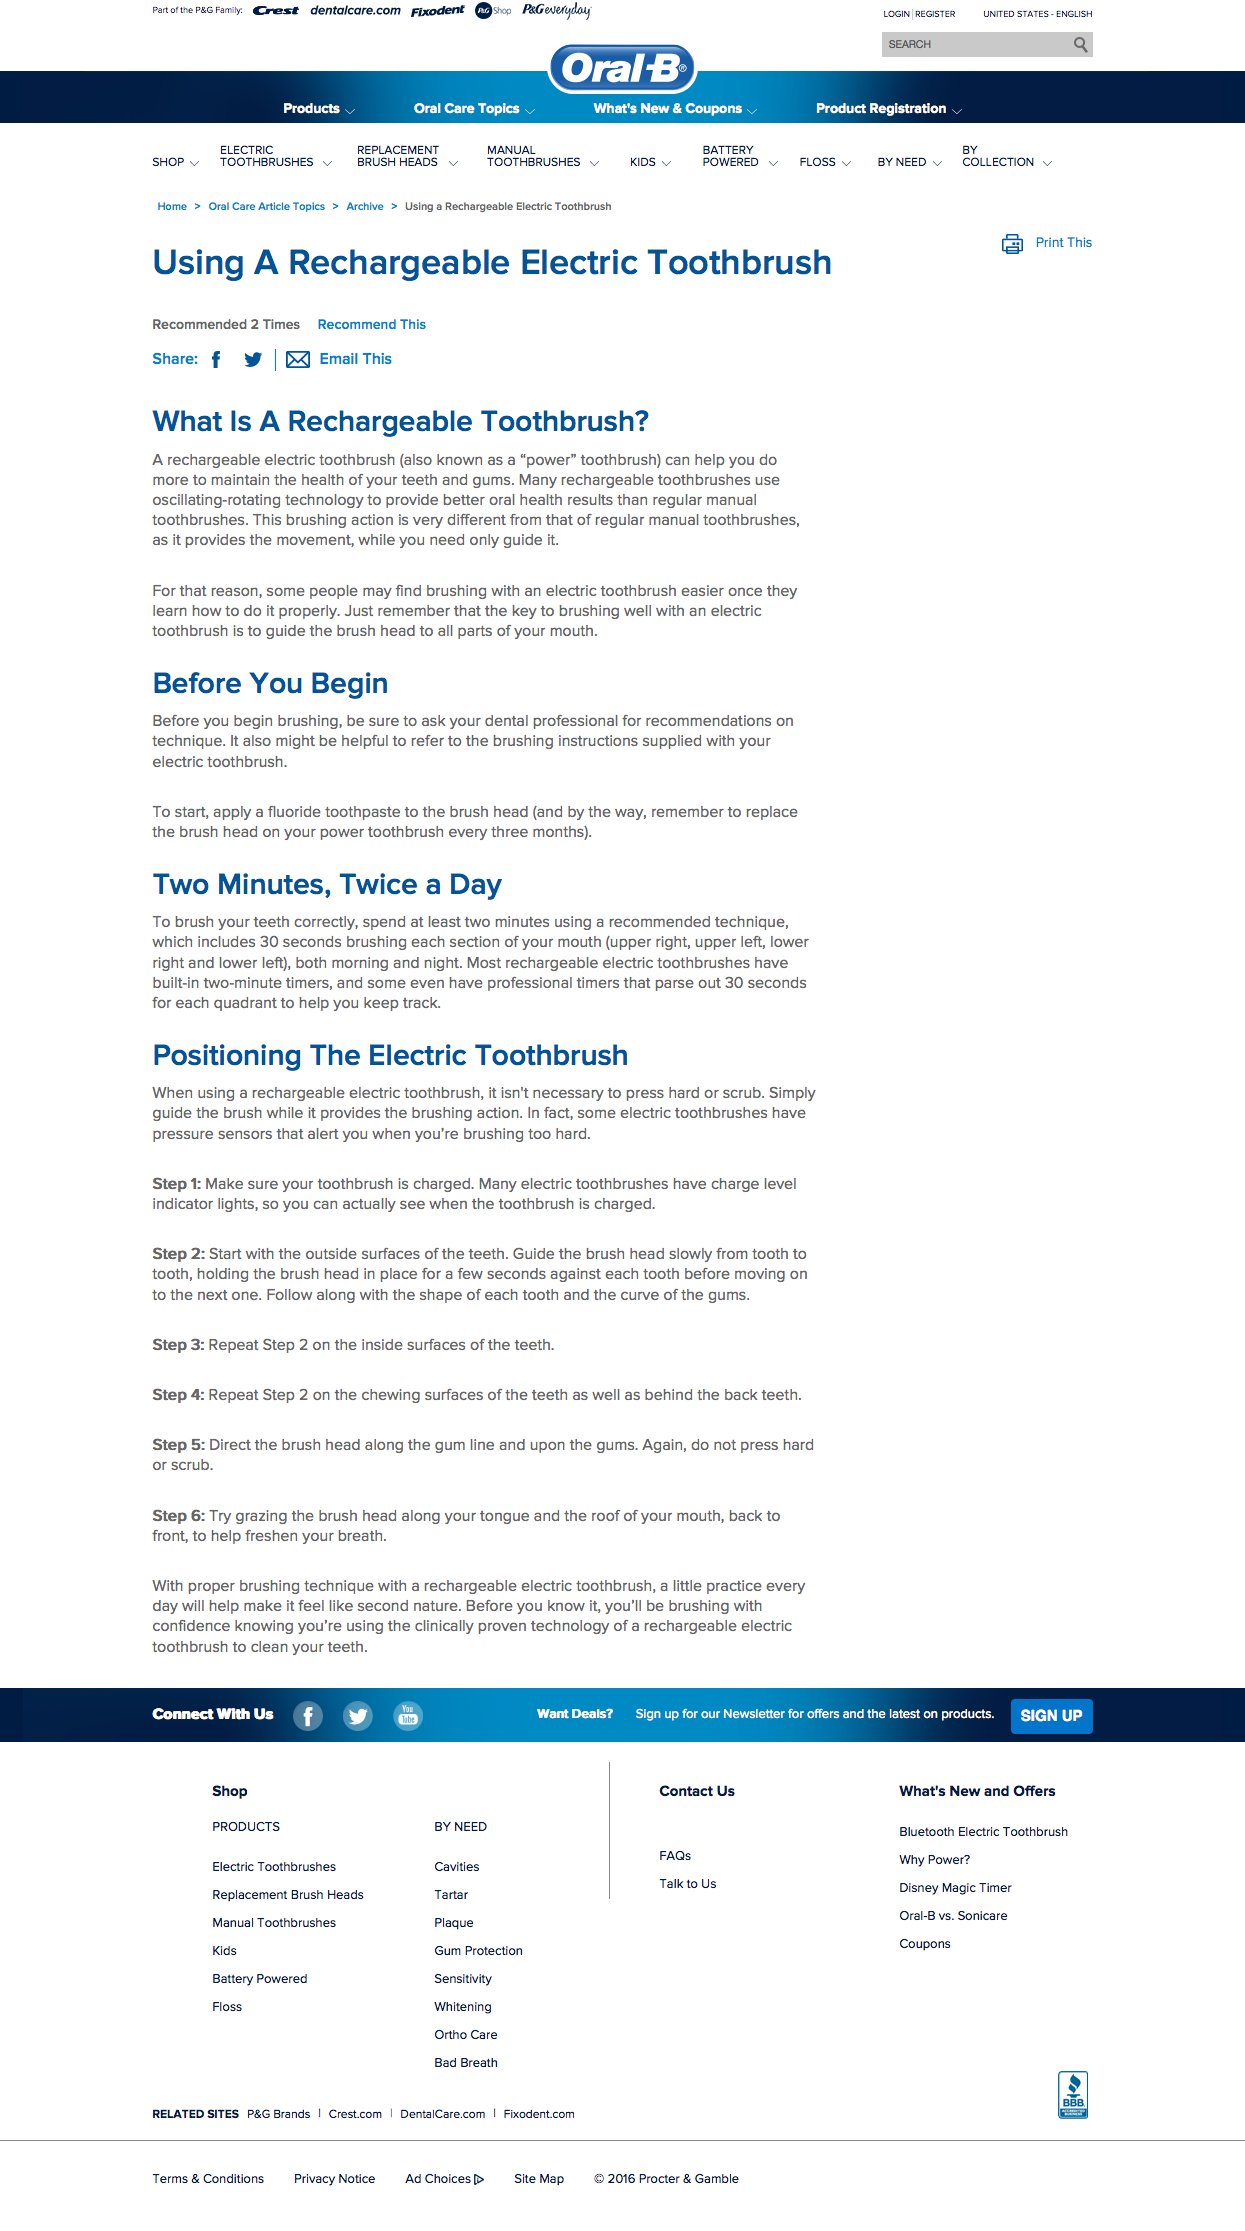 Part of the P&G Family: Crest dentalcare.com Fixodent P&G Shop P&G everyday
LOGIN | REGISTER UNITED STATES - ENGLISH
SEARCH
Oral-B®
Products Oral Care Topics What's New & Coupons Product Registration
SHOP ELECTRIC TOOTHBRUSHES REPLACEMENT BRUSH HEADS MANUAL TOOTHBRUSHES KIDS BATTERY POWERED FLOSS BY NEED BY COLLECTION
Home > Oral Care Article Topics > Archive > Using a Rechargeable Electric Toothbrush
Using A Rechargeable Electric Toothbrush
Print This
Recommended 2 Times Recommend This
Share: Email This
What Is A Rechargeable Toothbrush?
A rechargeable electric toothbrush (also known as a “power” toothbrush) can help you do
more to maintain the health of your teeth and gums. Many rechargeable toothbrushes use
oscillating-rotating technology to provide better oral health results than regular manual
toothbrushes. This brushing action is very different from that of regular manual toothbrushes,
as it provides the movement, while you need only guide it.
For that reason, some people may find brushing with an electric toothbrush easier once they
learn how to do it properly. Just remember that the key to brushing well with an electric
toothbrush is to guide the brush head to all parts of your mouth.
Before You Begin
Before you begin brushing, be sure to ask your dental professional for recommendations on
technique. It also might be helpful to refer to the brushing instructions supplied with your
electric toothbrush.
To start, apply a fluoride toothpaste to the brush head (and by the way, remember to replace
the brush head on your power toothbrush every three months).
Two Minutes, Twice a Day
To brush your teeth correctly, spend at least two minutes using a recommended technique,
which includes 30 seconds brushing each section of your mouth (upper right, upper left, lower
right and lower left), both morning and night. Most rechargeable electric toothbrushes have
built-in two-minute timers, and some even have professional timers that parse out 30 seconds
for each quadrant to help you keep track.
Positioning The Electric Toothbrush
When using a rechargeable electric toothbrush, it isn't necessary to press hard or scrub. Simply
guide the brush while it provides the brushing action. In fact, some electric toothbrushes have
pressure sensors that alert you when you’re brushing too hard.
Step 1: Make sure your toothbrush is charged. Many electric toothbrushes have charge level
indicator lights, so you can actually see when the toothbrush is charged.
Step 2: Start with the outside surfaces of the teeth. Guide the brush head slowly from tooth to
tooth, holding the brush head in place for a few seconds against each tooth before moving on
to the next one. Follow along with the shape of each tooth and the curve of the gums.
Step 3: Repeat Step 2 on the inside surfaces of the teeth.
Step 4: Repeat Step 2 on the chewing surfaces of the teeth as well as behind the back teeth.
Step 5: Direct the brush head along the gum line and upon the gums. Again, do not press hard
or scrub.
Step 6: Try grazing the brush head along your tongue and the roof of your mouth, back to
front, to help freshen your breath.
With proper brushing technique with a rechargeable electric toothbrush, a little practice every
day will help make it feel like second nature. Before you know it, you’ll be brushing with
confidence knowing you’re using the clinically proven technology of a rechargeable electric
toothbrush to clean your teeth.
Connect With Us You Tube Want Deals? Sign up for our Newsletter for offers and the latest on products. SIGN UP
Shop
PRODUCTS
Electric Toothbrushes
Replacement Brush Heads
Manual Toothbrushes
Kids
Battery Powered
Floss
BY NEED
Cavities
Tartar
Plaque
Gum Protection
Sensitivity
Whitening
Ortho Care
Bad Breath
Contact Us
FAQs
Talk to Us
What's New and Offers
Bluetooth Electric Toothbrush
Why Power?
Disney Magic Timer
Oral-B vs. Sonicare
Coupons
BBB
ACCREDITED
BUSINESS
RELATED SITES P&G Brands | Crest.com | DentalCare.com | Fixodent.com
Terms & Conditions Privacy Notice Ad Choices Site Map © 2016 Procter & Gamble